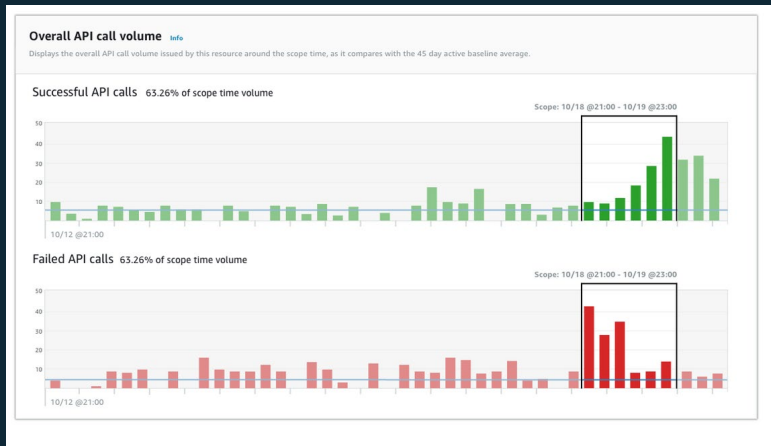 Overall API call volume Info
Displays the overall API call volume issued by this resource around the scope time, as it compares with the 45 day active baseline average.
Successful API calls 63.26% of scope time volume
Scope: 10/18 @21:00 - 10/19 @23:00
50
40
30
20
10
10/12 @21:00
Failed API calls 63.26% of scope time volume
Scope: 10/18 @21:00 - 10/19 @23:00
50
40
30
20
10
10/12 @21:00